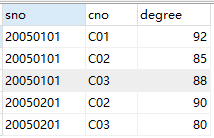 sno cno degree
20050101 C01 92
20050101 C02 85
20050101 C03 88
20050201 C02 90
20050201 C03 80